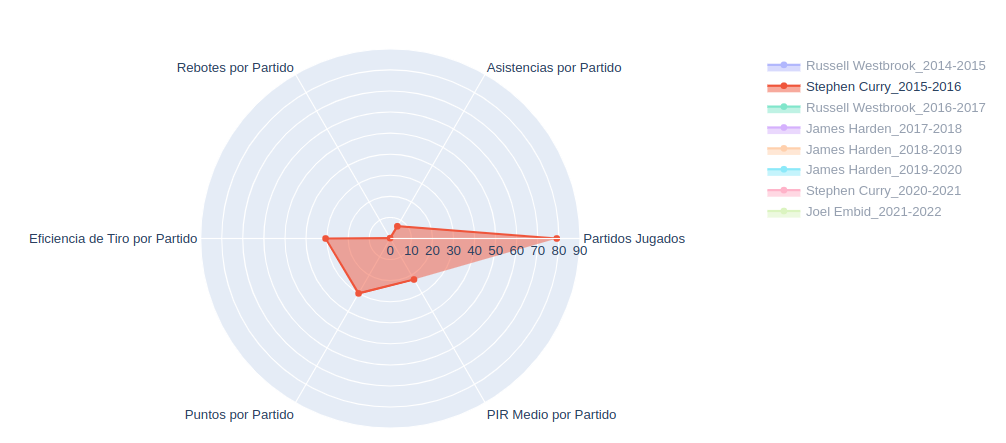 Rebotes por Partido
Asistencias por Partido
Eficiencia de Tiro por Partido
Partidos Jugados
0 10 20 30 40 50 60 70 80 90
Puntos por Partido
PIR Medio por Partido
Russell Westbrook_2014-2015
Stephen Curry_2015-2016
Russell Westbrook_2016-2017
James Harden_2017-2018
James Harden_2018-2019
James Harden_2019-2020
Stephen Curry_2020-2021
Joel Embid_2021-2022